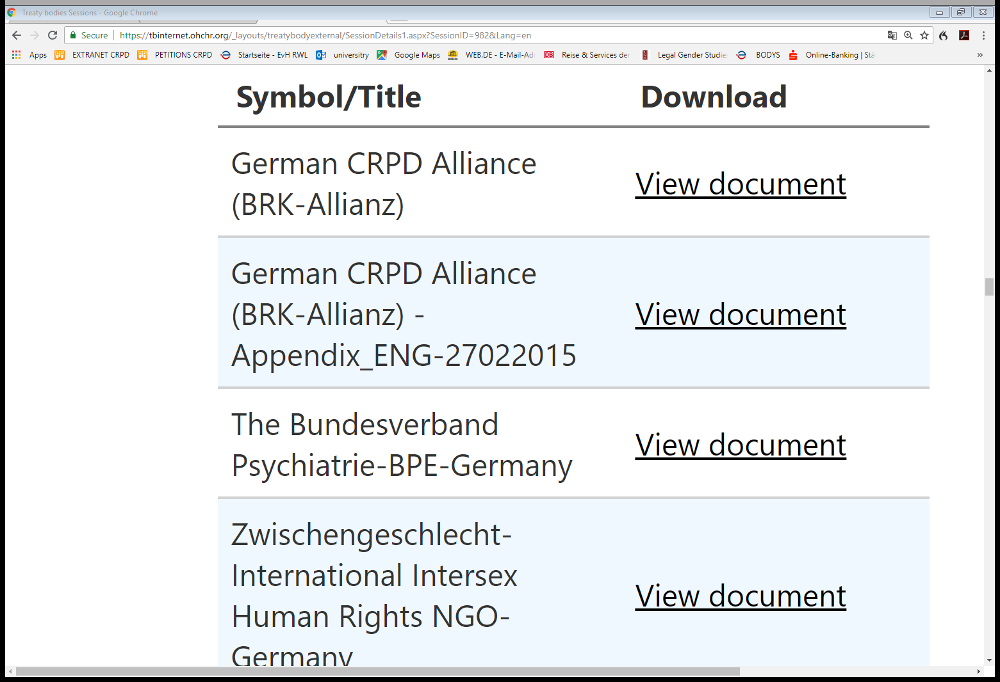 Treaty bodies Sessions - Google Chrome
Secure https://tbinternet.ohchr.org/_layouts/treatybodyexternal/SessionDetails1.aspx?SessionID=982&Lang=en
Apps EXTRANET CRPD PETITIONS CRPD Startseite - EvH RWL universitry Google Maps WEB.DE - E-Mail-Ad DB Reise & Services der Legal Gender Studie BODYS Online-Banking | Stä »
Symbol/Title Download
German CRPD Alliance
(BRK-Allianz)
View document
German CRPD Alliance
(BRK-Allianz) -
Appendix_ENG-27022015
View document
The Bundesverband
Psychiatrie-BPE-Germany
View document
Zwischengeschlecht-
International Intersex
Human Rights NGO-
Germany
View document